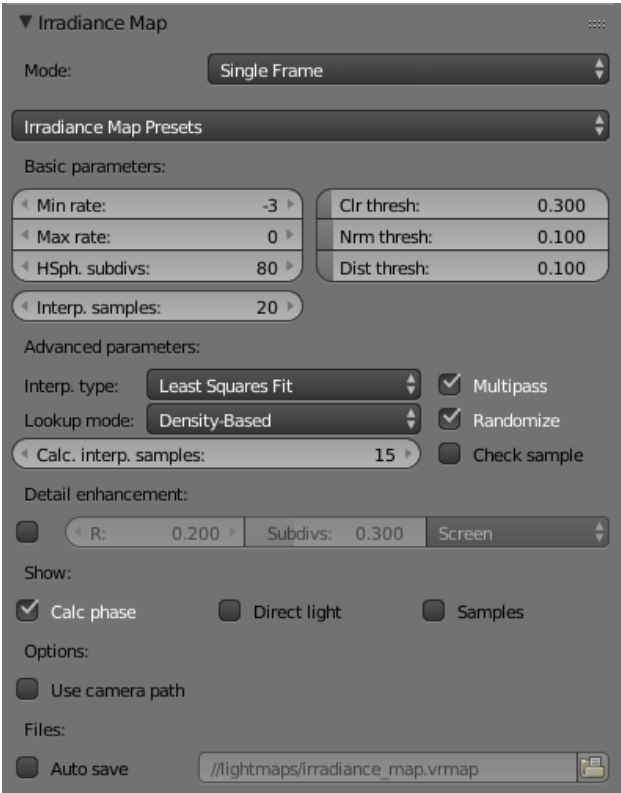 Irradiance Map
Mode: Single Frame
Irradiance Map Presets
Basic parameters:
Min rate: -3 Clr thresh: 0.300
Max rate: 0 Nrm thresh: 0.100
HSph. subdivs: 80 Dist thresh: 0.100
Interp. samples: 20
Advanced parameters:
Interp. type: Least Squares Fit Multipass
Lookup mode: Density-Based Randomize
Calc. interp. samples: 15 Check sample
Detail enhancement:
R: 0.200 Subdivs: 0.300 Screen
Show:
Calc phase Direct light Samples
Options:
Use camera path
Files:
Auto save //lightmaps/irradiance_map.vrmap